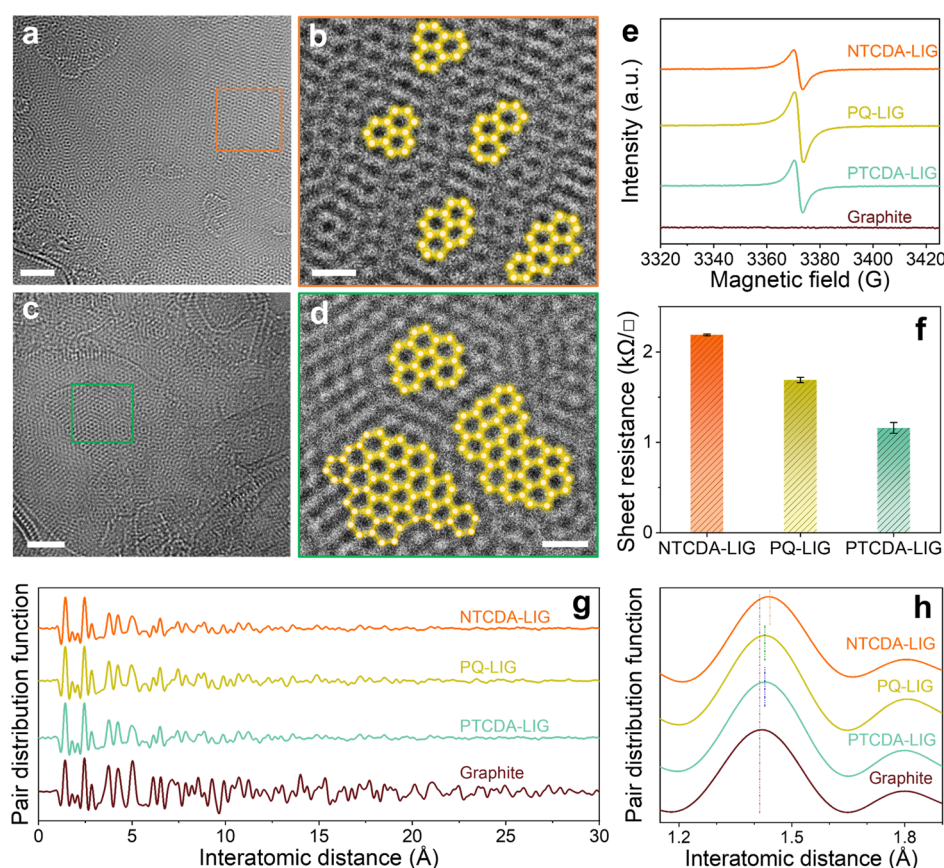 a
b
c
d
e
Intensity (a.u.)
NTCDA-LIG
PQ-LIG
PTCDA-LIG
Graphite
3320
3340
3360
3380
3400
3420
Magnetic field (G)
f
Sheet resistance (kΩ/□)
2
1
0
NTCDA-LIG
PQ-LIG
PTCDA-LIG
g
Pair distribution function
NTCDA-LIG
PQ-LIG
PTCDA-LIG
Graphite
0
5
10
15
20
25
30
Interatomic distance (Å)
h
Pair distribution function
NTCDA-LIG
PQ-LIG
PTCDA-LIG
Graphite
1.2
1.5
1.8
Interatomic distance (Å)